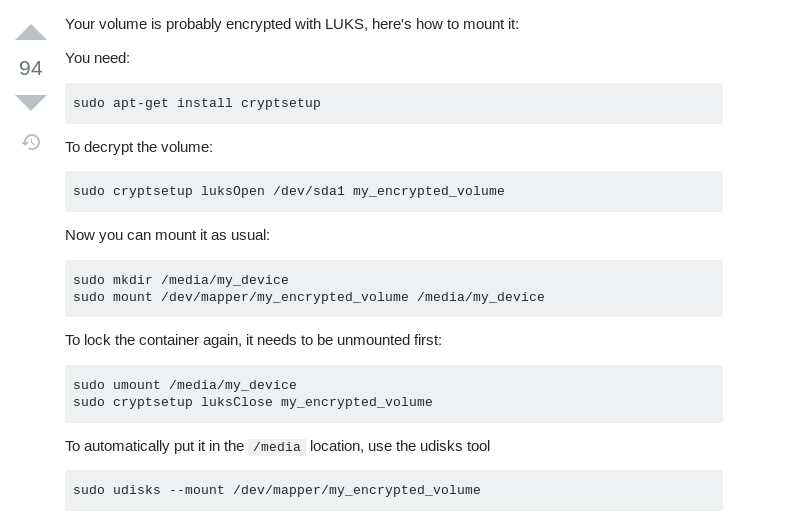 Your volume is probably encrypted with LUKS, here's how to mount it:
You need:
94
sudo apt-get install cryptsetup
To decrypt the volume:
sudo cryptsetup luksOpen /dev/sda1 my_encrypted_volume
Now you can mount it as usual:
sudo mkdir /media/my_device
sudo mount /dev/mapper/my_encrypted_volume /media/my_device
To lock the container again, it needs to be unmounted first:
sudo umount /media/my_device
sudo cryptsetup luksClose my_encrypted_volume
To automatically put it in the /media location, use the udisks tool
sudo udisks --mount /dev/mapper/my_encrypted_volume